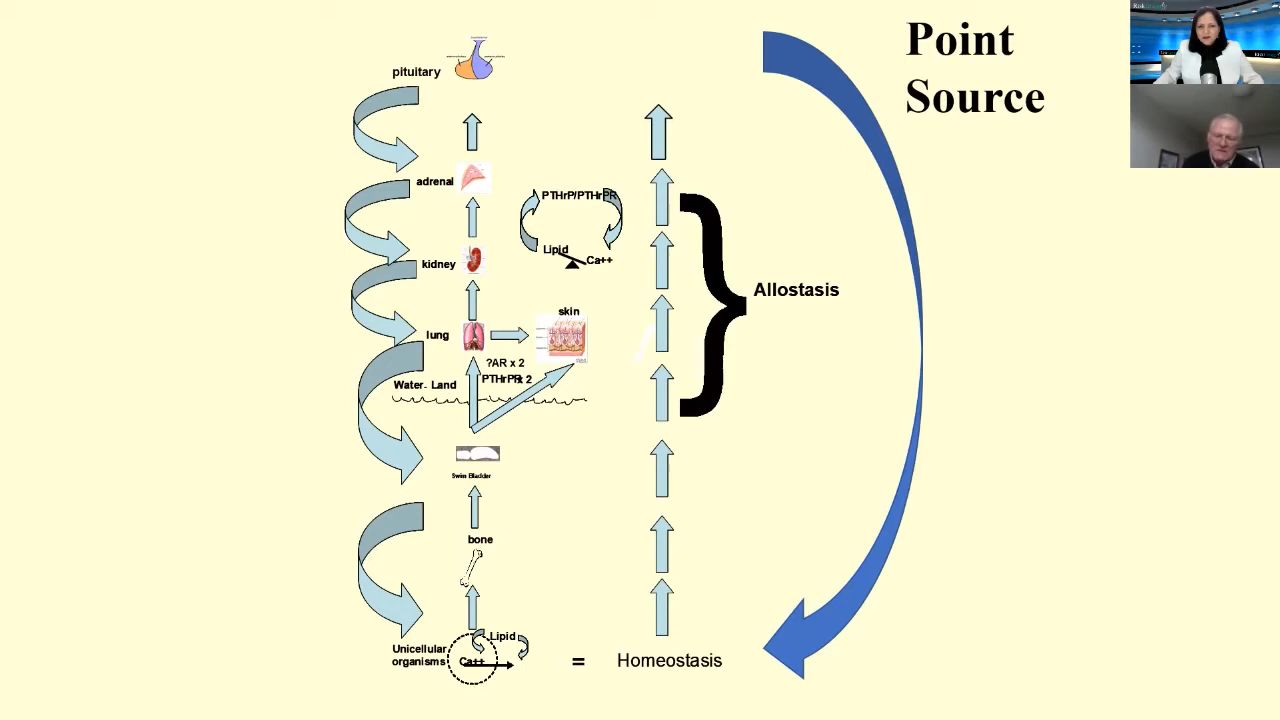 Point
Source
pituitary
adrenal
PTHrP/PTHrPR
Lipid
Ca++
kidney
skin
Allostasis
lung
?AR x 2
PTHrPR x 2
Water- Land
Swim Bladder
bone
Lipid
Unicellular
organisms
Ca++
=
Homeostasis